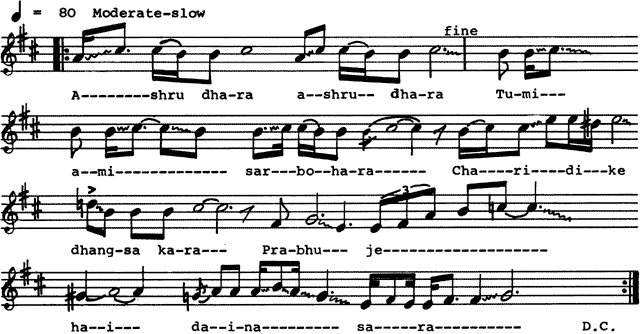 ♩ = 80 Moderate-slow
fine
A--------shru dha-ra a--shru-- dha-ra Tu-mi---
a--mi------------- sar---bo--ha-ra------ Cha----ri---di--ke
3
dhang-sa ka-ra--- Pra-bhu--- je-------------------
ha--i--- da--i-na--------- sa-----ra---------- D.C.